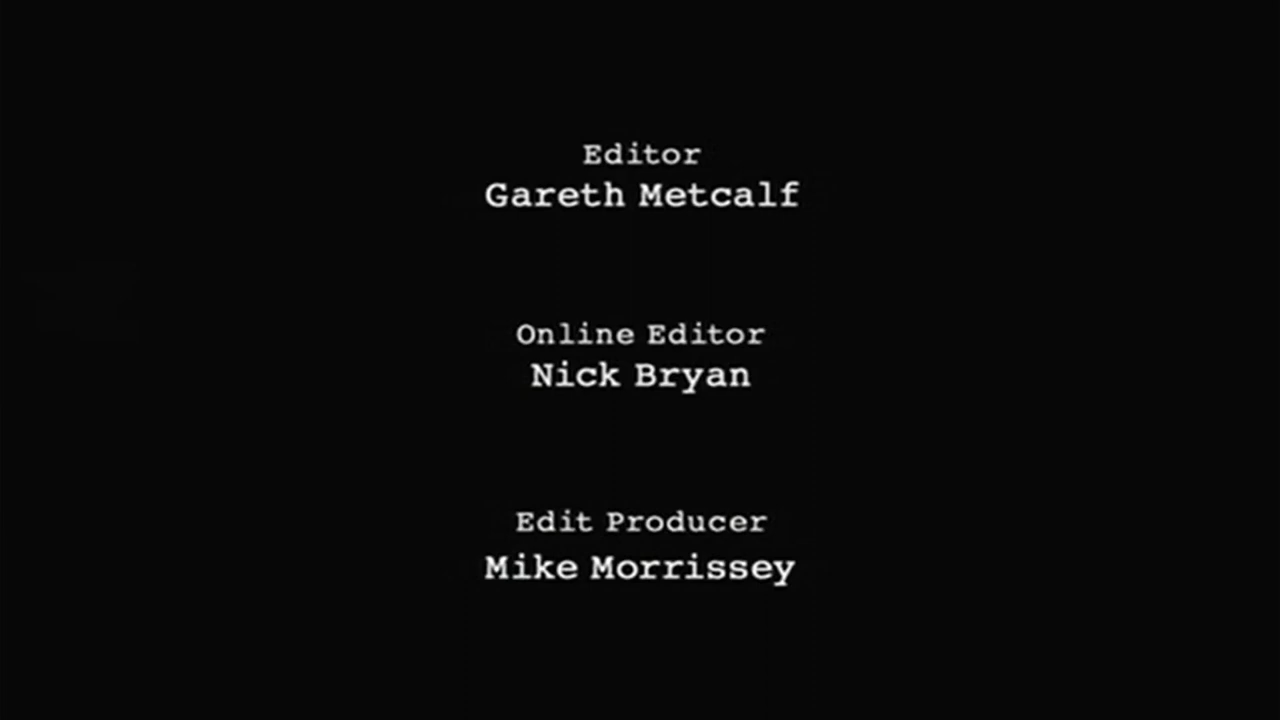 Editor
Gareth Metcalf
Online Editor
Nick Bryan
Edit Producer
Mike Morrissey